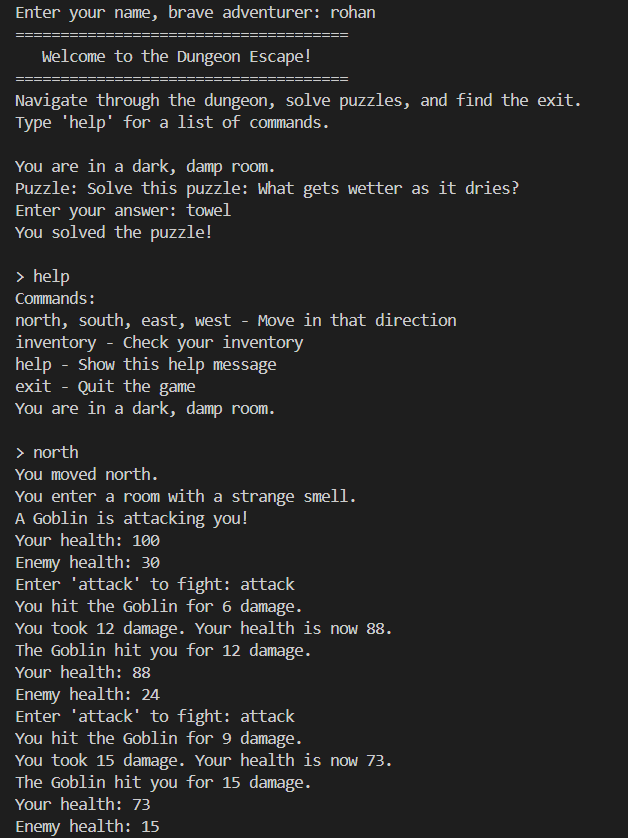 Enter your name, brave adventurer: rohan
=====================================
Welcome to the Dungeon Escape!
=====================================
Navigate through the dungeon, solve puzzles, and find the exit.
Type 'help' for a list of commands.
You are in a dark, damp room.
Puzzle: Solve this puzzle: What gets wetter as it dries?
Enter your answer: towel
You solved the puzzle!
> help
Commands:
north, south, east, west - Move in that direction
inventory - Check your inventory
help - Show this help message
exit - Quit the game
You are in a dark, damp room.
> north
You moved north.
You enter a room with a strange smell.
A Goblin is attacking you!
Your health: 100
Enemy health: 30
Enter 'attack' to fight: attack
You hit the Goblin for 6 damage.
You took 12 damage. Your health is now 88.
The Goblin hit you for 12 damage.
Your health: 88
Enemy health: 24
Enter 'attack' to fight: attack
You hit the Goblin for 9 damage.
You took 15 damage. Your health is now 73.
The Goblin hit you for 15 damage.
Your health: 73
Enemy health: 15